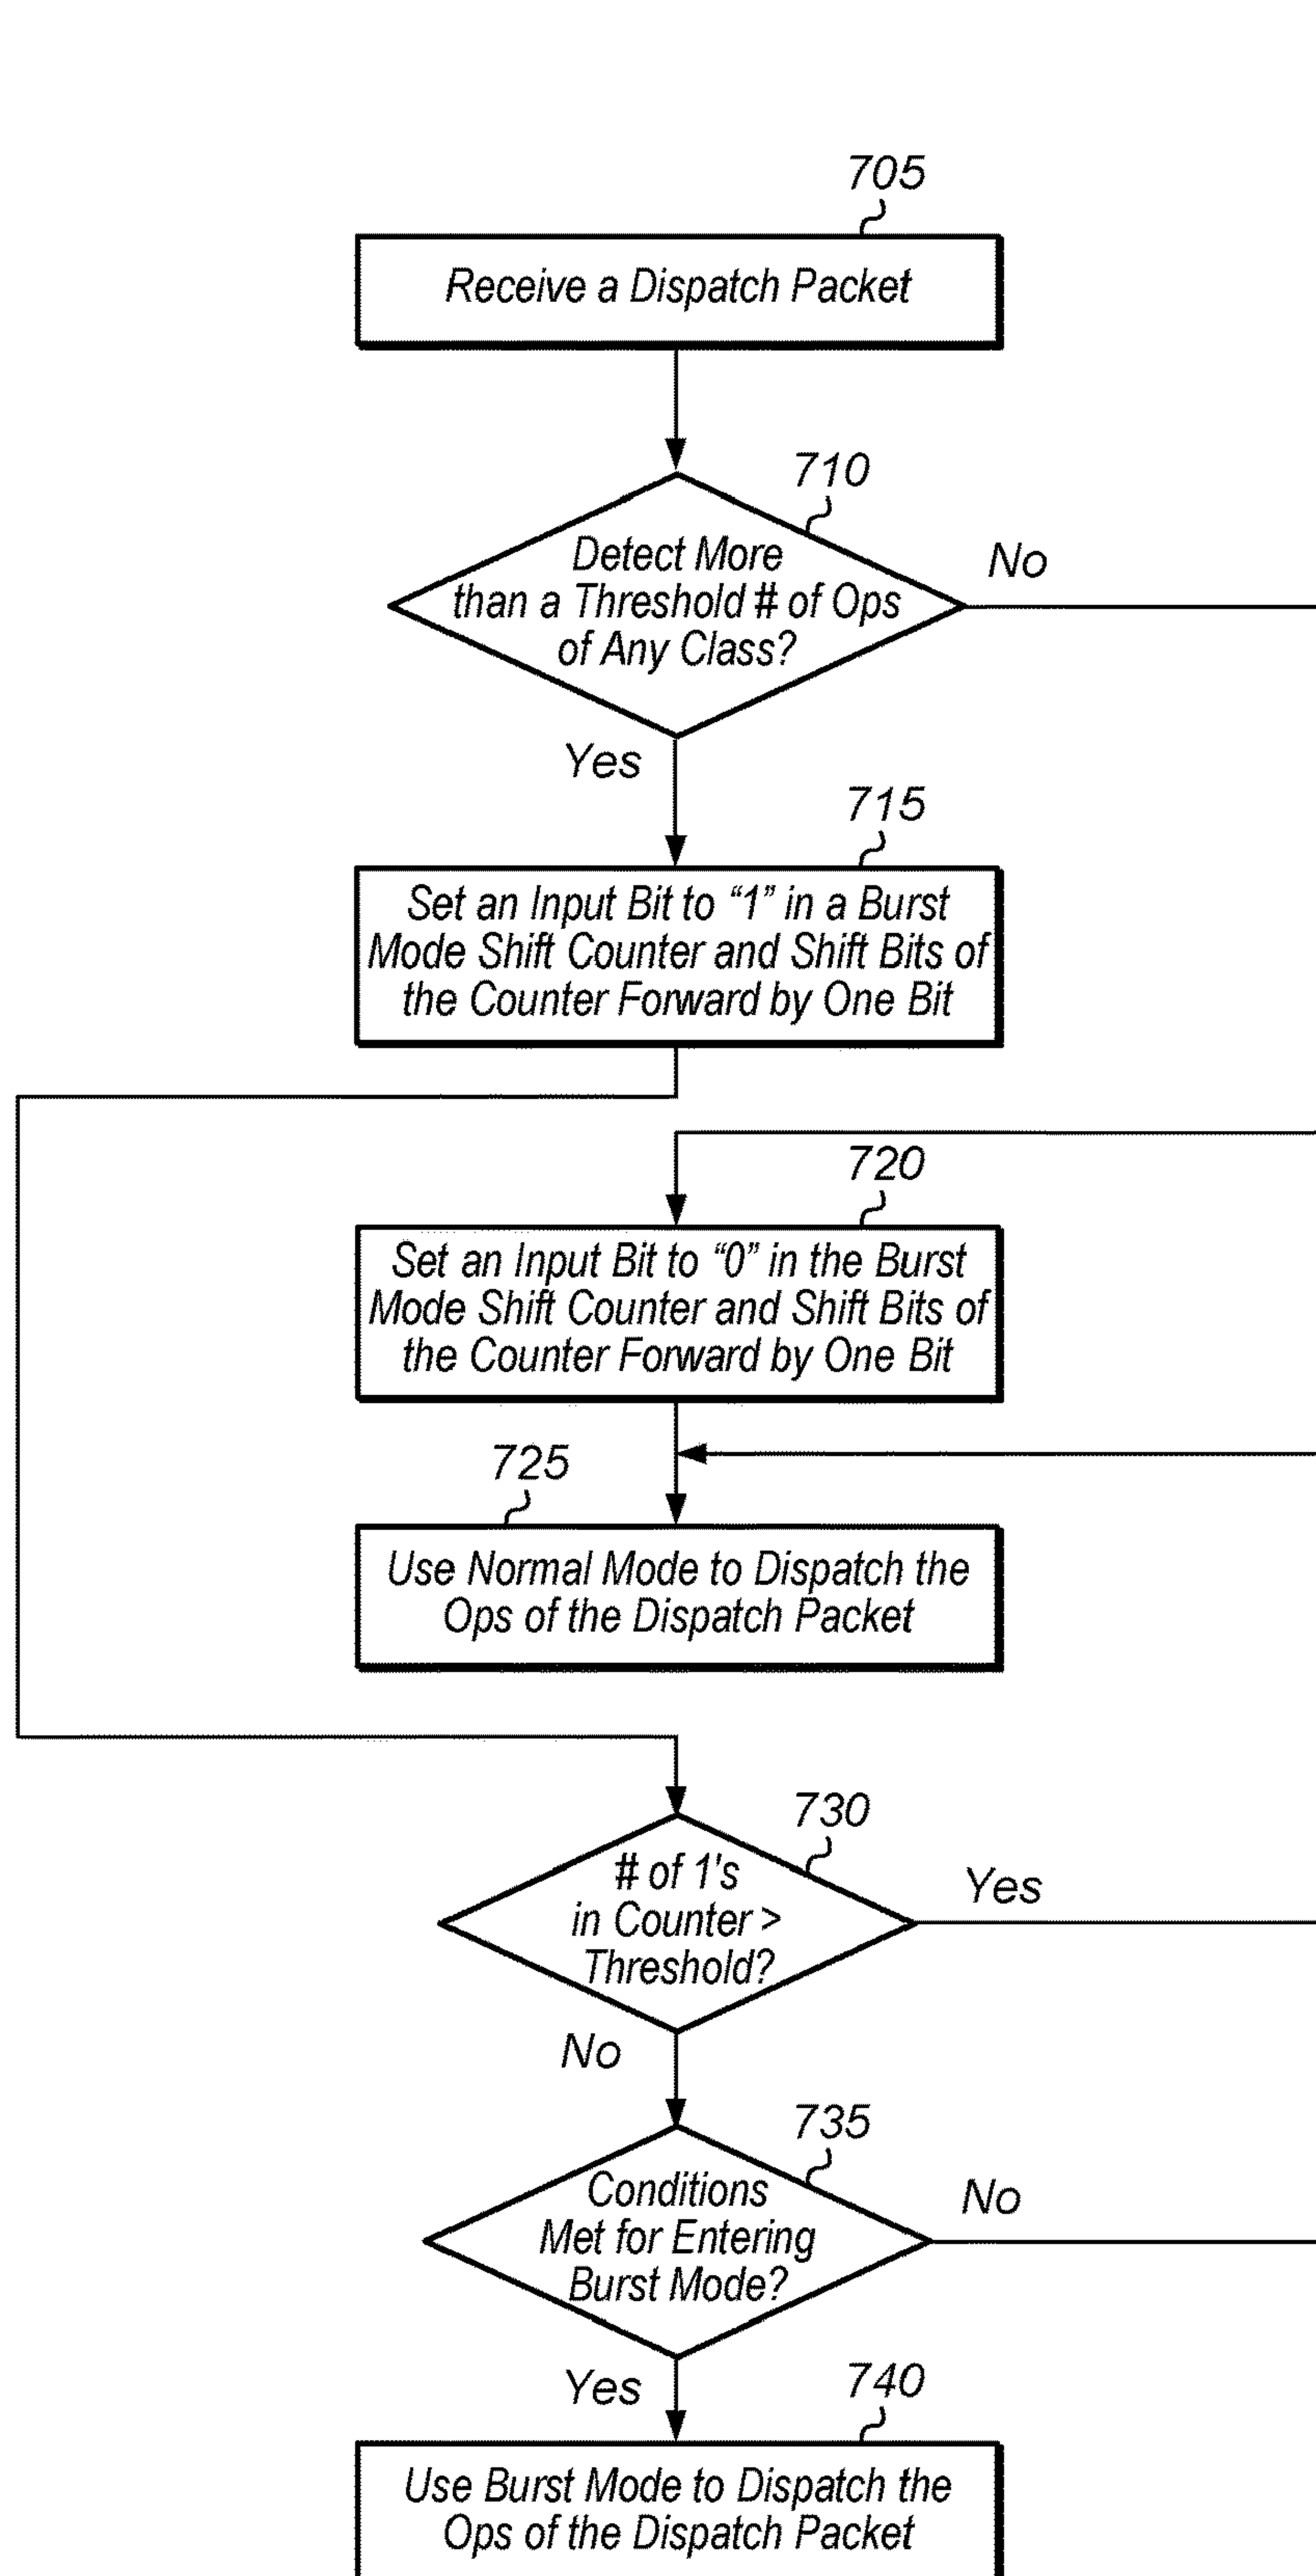 705
Receive a Dispatch Packet
710
Detect More
than a Threshold # of Ops
of Any Class?
No
Yes
715
Set an Input Bit to “1” in a Burst
Mode Shift Counter and Shift Bits of
the Counter Forward by One Bit
720
Set an Input Bit to “0” in the Burst
Mode Shift Counter and Shift Bits of
the Counter Forward by One Bit
725
Use Normal Mode to Dispatch the
Ops of the Dispatch Packet
730
# of 1's
in Counter >
Threshold?
Yes
No
735
Conditions
Met for Entering
Burst Mode?
No
Yes
740
Use Burst Mode to Dispatch the
Ops of the Dispatch Packet